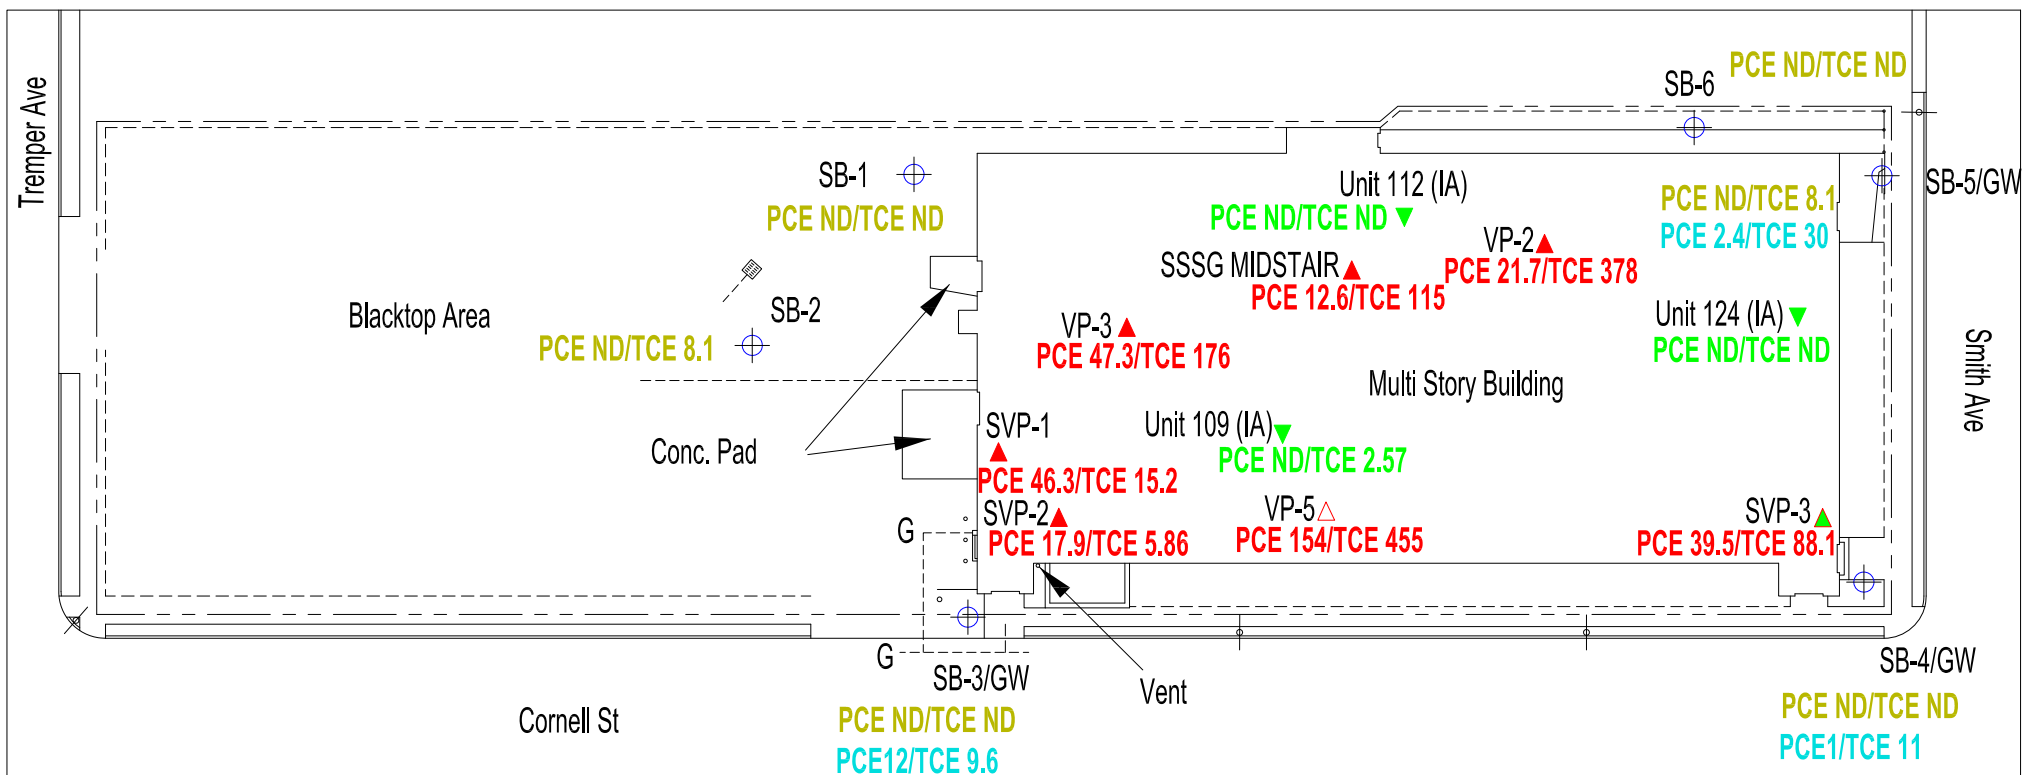 PCE ND/TCE ND
SB-6
Tremper Ave
SB-1
PCE ND/TCE ND
Unit 112 (IA)
PCE ND/TCE ND
SB-5/GW
PCE ND/TCE 8.1
PCE 2.4/TCE 30
VP-2
PCE 21.7/TCE 378
SSSG MIDSTAIR
PCE 12.6/TCE 115
Blacktop Area
SB-2
PCE ND/TCE 8.1
VP-3
PCE 47.3/TCE 176
Unit 124 (IA)
PCE ND/TCE ND
Smith Ave
Multi Story Building
Conc. Pad
SVP-1
PCE 46.3/TCE 15.2
Unit 109 (IA)
PCE ND/TCE 2.57
G
SVP-2
PCE 17.9/TCE 5.86
VP-5
PCE 154/TCE 455
SVP-3
PCE 39.5/TCE 88.1
G
SB-3/GW
PCE ND/TCE ND
PCE12/TCE 9.6
Vent
Cornell St
SB-4/GW
PCE ND/TCE ND
PCE1/TCE 11